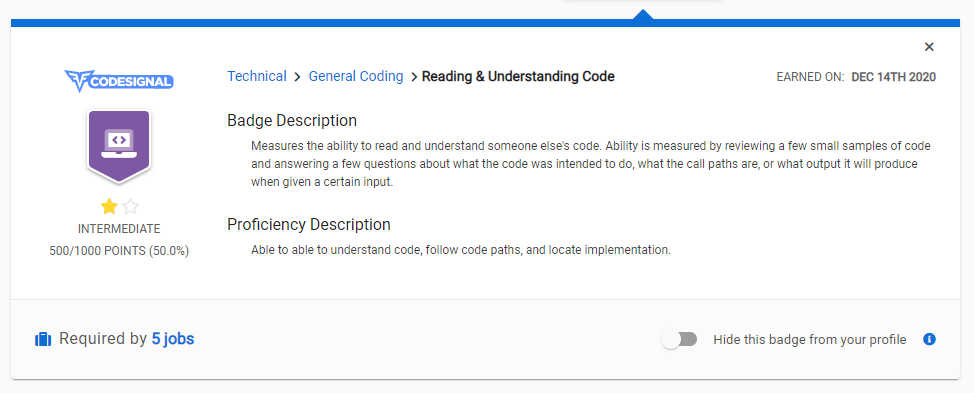 CODESIGNAL
Technical > General Coding > Reading & Understanding Code
EARNED ON: DEC 14TH 2020
Badge Description
Measures the ability to read and understand someone else's code. Ability is measured by reviewing a few small samples of code
and answering a few questions about what the code was intended to do, what the call paths are, or what output it will produce
when given a certain input.
INTERMEDIATE
500/1000 POINTS (50.0%)
Proficiency Description
Able to able to understand code, follow code paths, and locate implementation.
Required by 5 jobs
Hide this badge from your profile